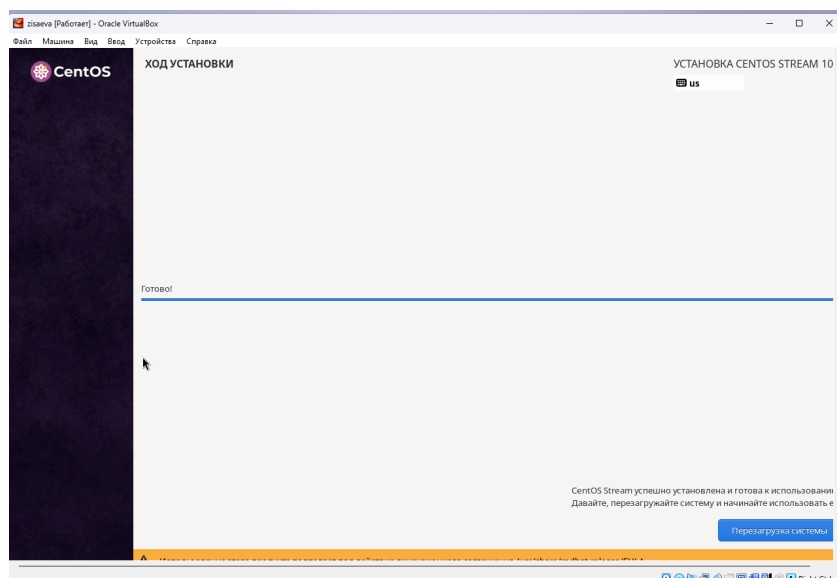 zisaeva [Работает] - Oracle VirtualBox
Файл Машина Вид Ввод Устройства Справка
CentOS
ХОД УСТАНОВКИ
УСТАНОВКА CENTOS STREAM 10
us
Готово!
CentOS Stream успешно установлена и готова к использовани
Давайте, перезагружайте систему и начинайте использовать е
Перезагрузка системы